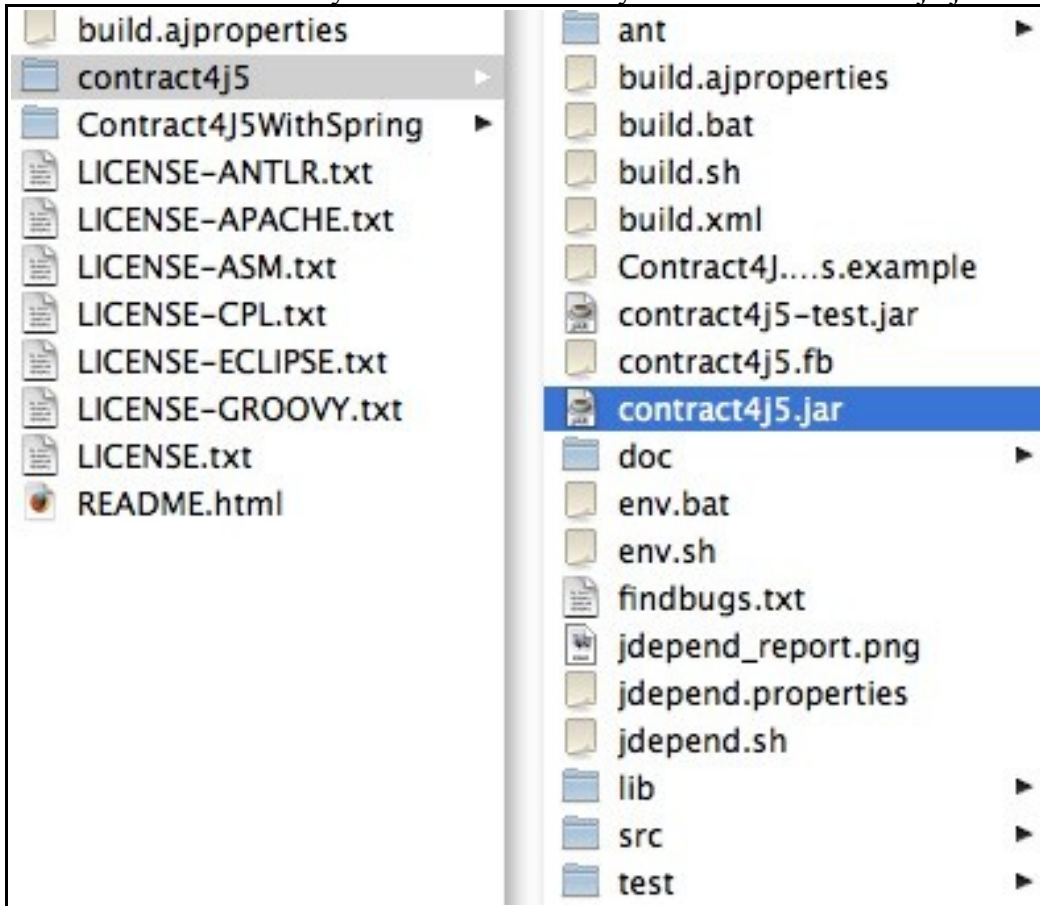 build.ajproperties
contract4j5
Contract4J5WithSpring
LICENSE-ANTLR.txt
LICENSE-APACHE.txt
LICENSE-ASM.txt
LICENSE-CPL.txt
LICENSE-ECLIPSE.txt
LICENSE-GROOVY.txt
LICENSE.txt
README.html
ant
build.ajproperties
build.bat
build.sh
build.xml
Contract4J....s.example
contract4j5-test.jar
contract4j5.fb
contract4j5.jar
doc
env.bat
env.sh
findbugs.txt
jdepend_report.png
jdepend.properties
jdepend.sh
lib
src
test